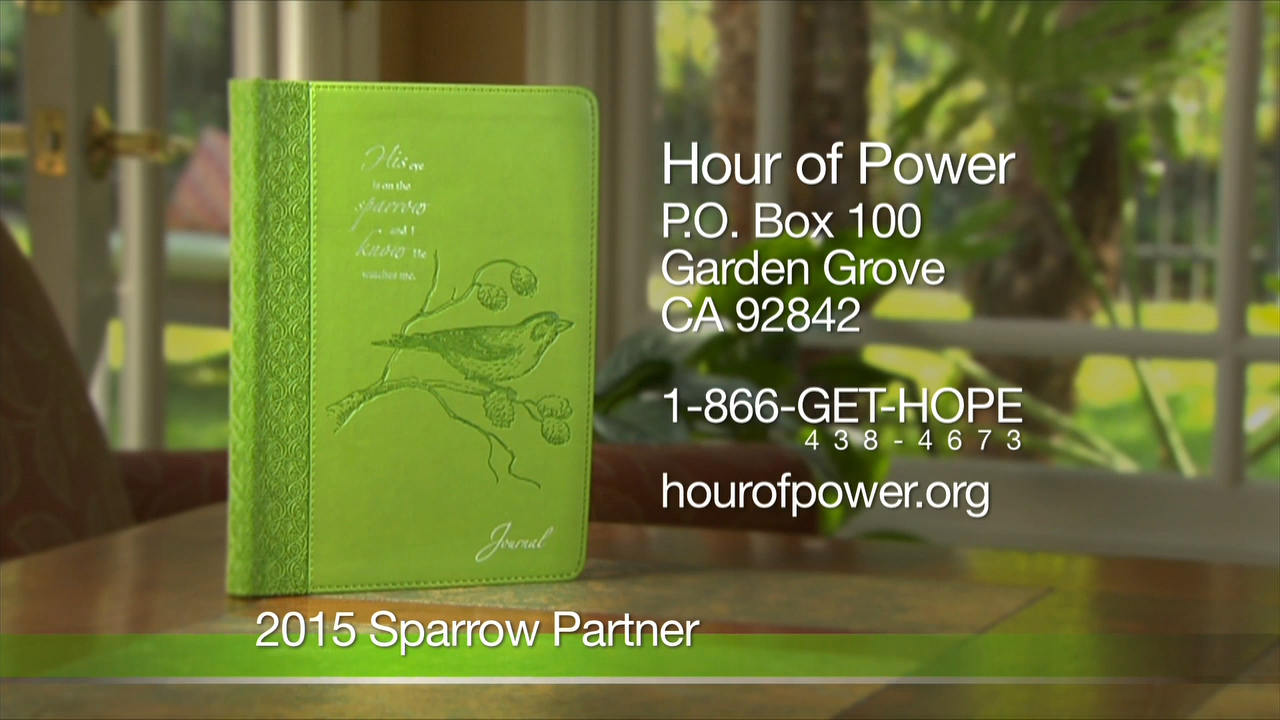 His eye
is on the
sparrow
and I
know He
watches me.
Journal
Hour of Power
P.O. Box 100
Garden Grove
CA 92842
1-866-GET-HOPE
438-4673
hourofpower.org
2015 Sparrow Partner